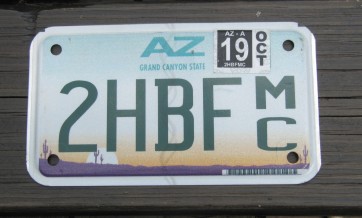 AZ
GRAND CANYON STATE
AZ - A
19
2HBFMC
OCT
2HBF MC